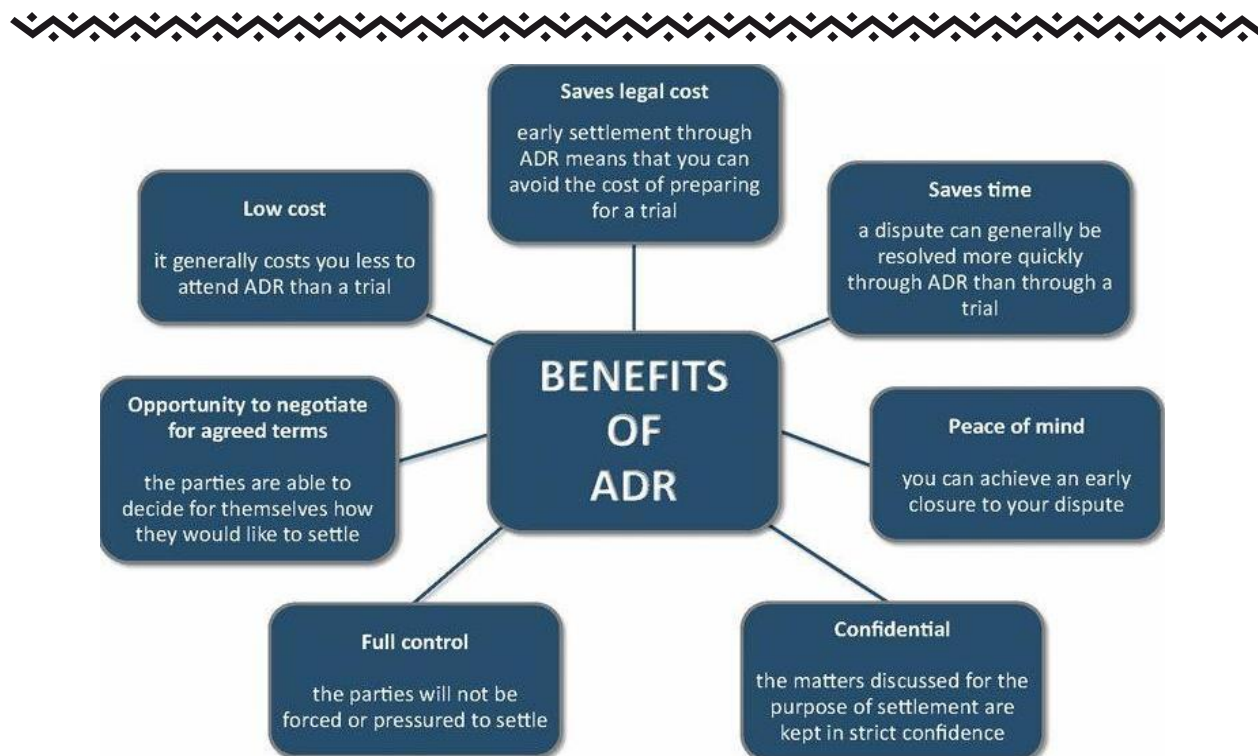 Saves legal cost
early settlement through
ADR means that you can
avoid the cost of preparing
for a trial
Low cost
it generally costs you less to
attend ADR than a trial
Saves time
a dispute can generally be
resolved more quickly
through ADR than through a
trial
BENEFITS
OF
ADR
Opportunity to negotiate
for agreed terms
the parties are able to
decide for themselves how
they would like to settle
Peace of mind
you can achieve an early
closure to your dispute
Full control
the parties will not be
forced or pressured to settle
Confidential
the matters discussed for the
purpose of settlement are
kept in strict confidence